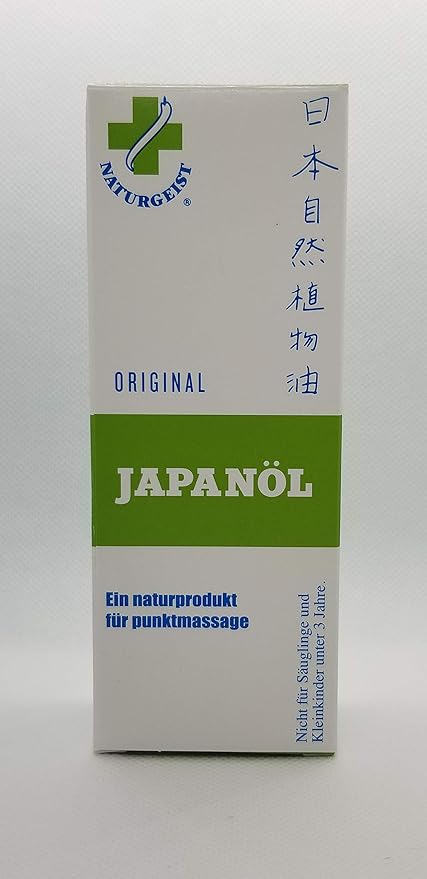 NATURGEIST
®
日本自然植物油
ORIGINAL
JAPANÖL
Ein naturprodukt
für punktmassage
Nicht für Säuglinge und
Kleinkinder unter 3 Jahre.